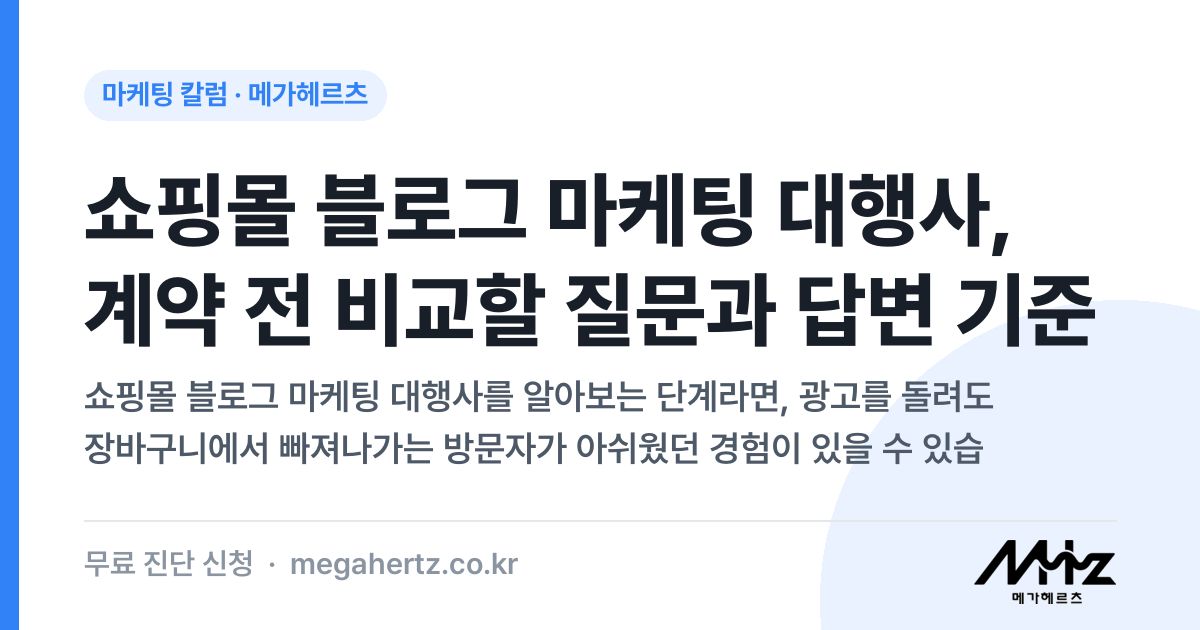 마케팅 칼럼 · 메가헤르츠
쇼핑몰 블로그 마케팅 대행사,
계약 전 비교할 질문과 답변 기준
쇼핑몰 블로그 마케팅 대행사를 알아보는 단계라면, 광고를 돌려도
장바구니에서 빠져나가는 방문자가 아쉬웠던 경험이 있을 수 있습
무료 진단 신청 · megahertz.co.kr
MHz
메가헤르츠